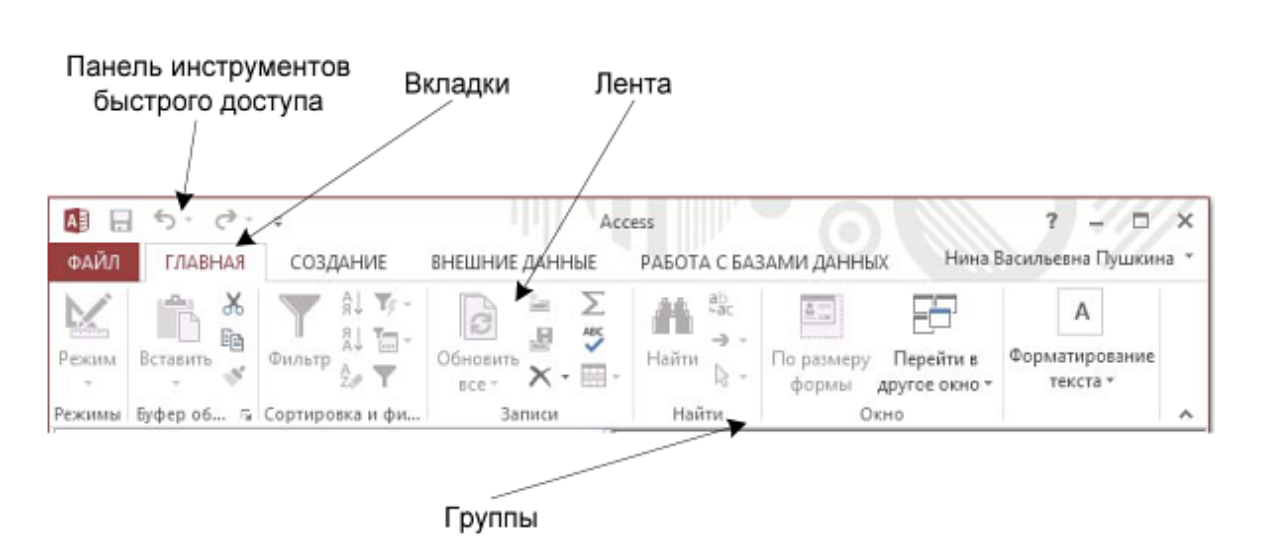 Панель инструментов
быстрого доступа
Вкладки
Лента
Access
?
ФАЙЛ ГЛАВНАЯ СОЗДАНИЕ ВНЕШНИЕ ДАННЫЕ РАБОТА С БАЗАМИ ДАННЫХ Нина Васильевна Пушкина
Режим
Вставить
Фильтр
Обновить
все
Найти
По размеру
формы
Перейти в
другое окно
Форматирование
текста
Режимы Буфер об... Сортировка и фи... Записи Найти Окно
Группы